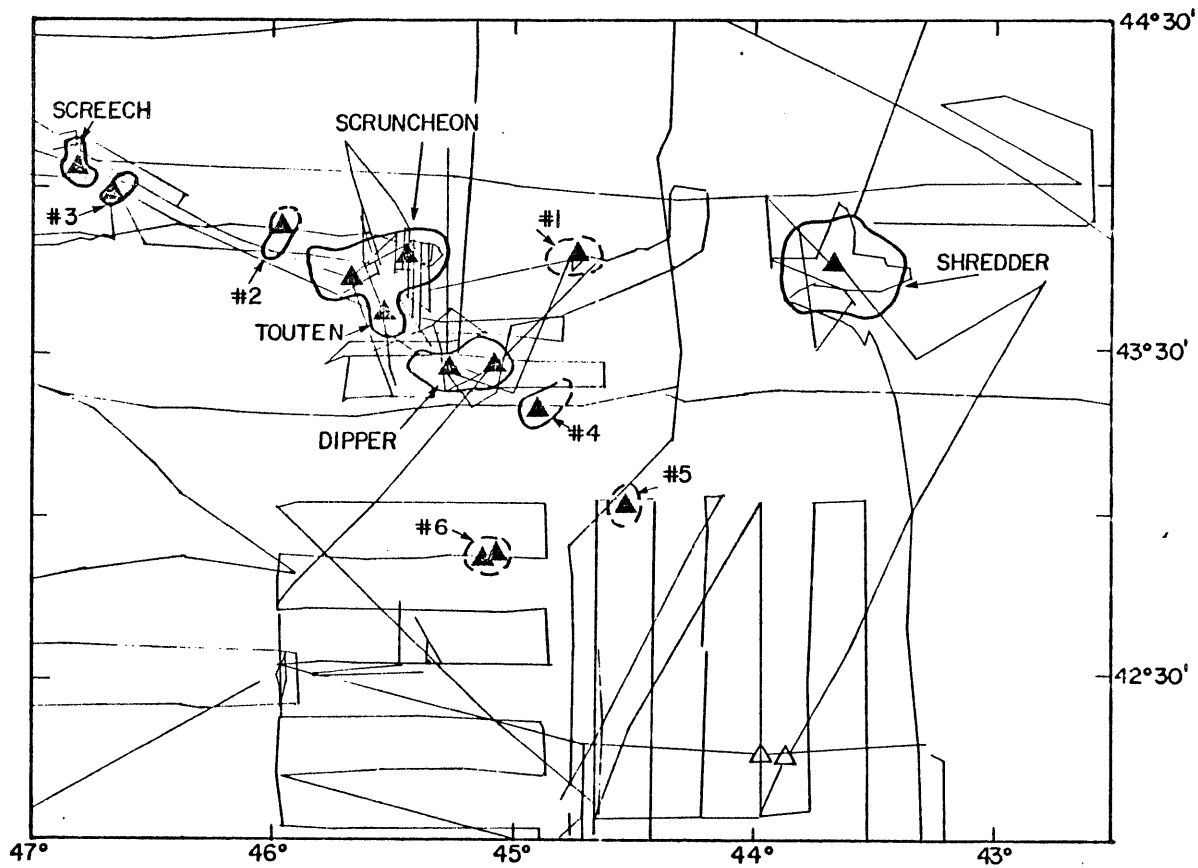 44°30'
SCREECH
SCRUNCHEON
#3
#1
#2
SHREDDER
TOUTEN
43°30'
DIPPER
#4
#5
#6
42°30'
47°
46°
45°
44°
43°